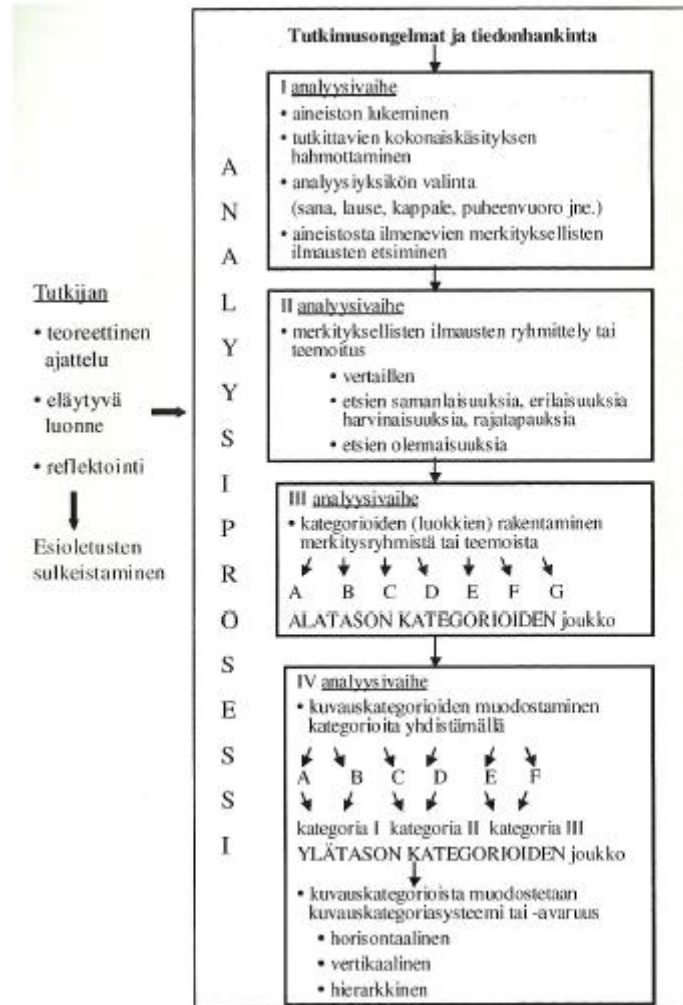 Tutkimusongelmat ja tiedonhankinta
I analyysivaihe
• aineiston lukeminen
• tutkittavien kokonaiskäsityksen
hahmottaminen
• analyysiyksikön valinta
(sana, lause, kappale, puheenvuoro jne.)
• aineistosta ilmenevien merkityksellisten
ilmausten etsiminen
II analyysivaihe
• merkityksellisten ilmausten ryhmittely tai
teemoitus
• vertaillen
• etsien samanlaisuuksia, erilaisuuksia
harvinaisuuksia, rajatapauksia
• etsien olennaisuuksia
III analyysivaihe
• kategorioiden (luokkien) rakentaminen
merkitysryhmistä tai teemoista
A B C D E F G
ALATASON KATEGORIOIDEN joukko
IV analyysivaihe
• kuvauskategorioiden muodostaminen
kategorioita yhdistämällä
A B C D E F
kategoria I kategoria II kategoria III
YLÄTASON KATEGORIOIDEN joukko
• kuvauskategorioista muodostetaan
kuvauskategoriasysteemi tai -avaruus
• horisontaalinen
• vertikaalinen
• hierarkkinen
A
N
A
L
Y
Y
S
I
P
R
O
S
E
S
S
I
Tutkijan
• teoreettinen
ajattelu
• eläytyvä
luonne
• reflektointi
Esioletusten
sulkeistaminen